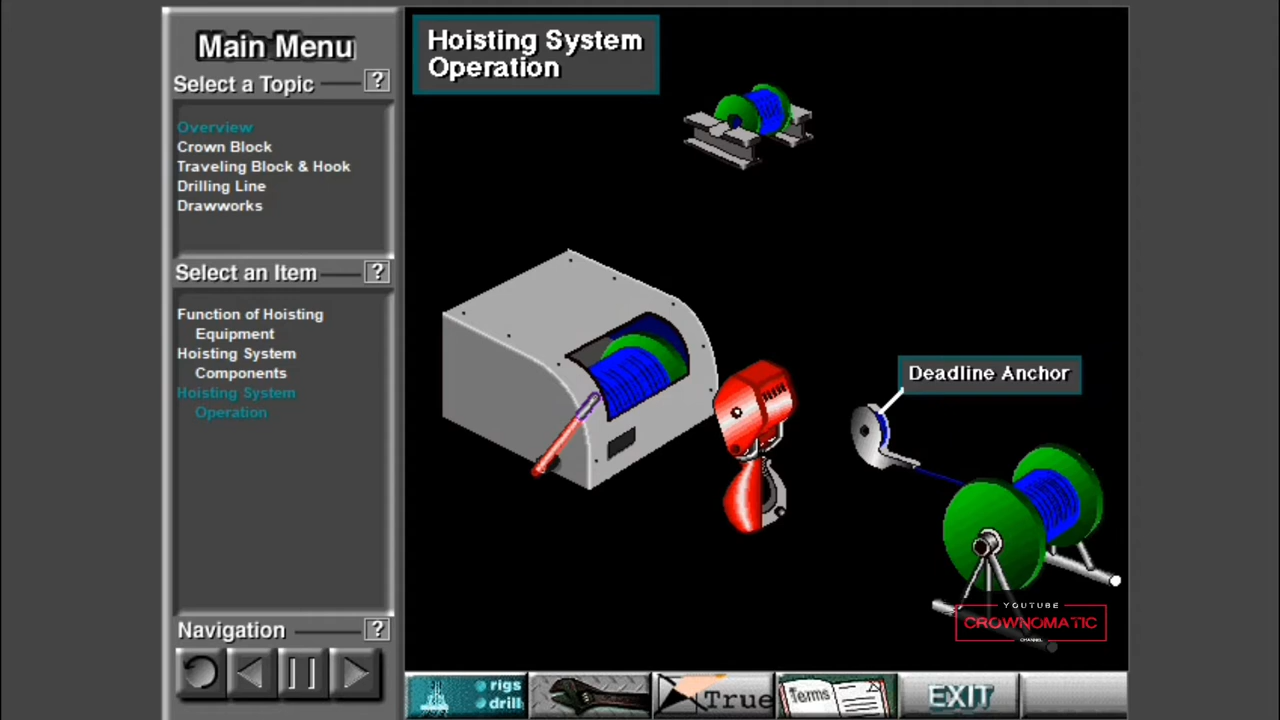 Main Menu
Select a Topic
?
Overview
Crown Block
Traveling Block & Hook
Drilling Line
Drawworks
Select an Item
?
Function of Hoisting
Equipment
Hoisting System
Components
Hoisting System
Operation
Navigation
?
Hoisting System
Operation
Deadline Anchor
YOUTUBE
CROWNOMATIC
CHANNEL
rigs
drill
True
Terms
EXIT